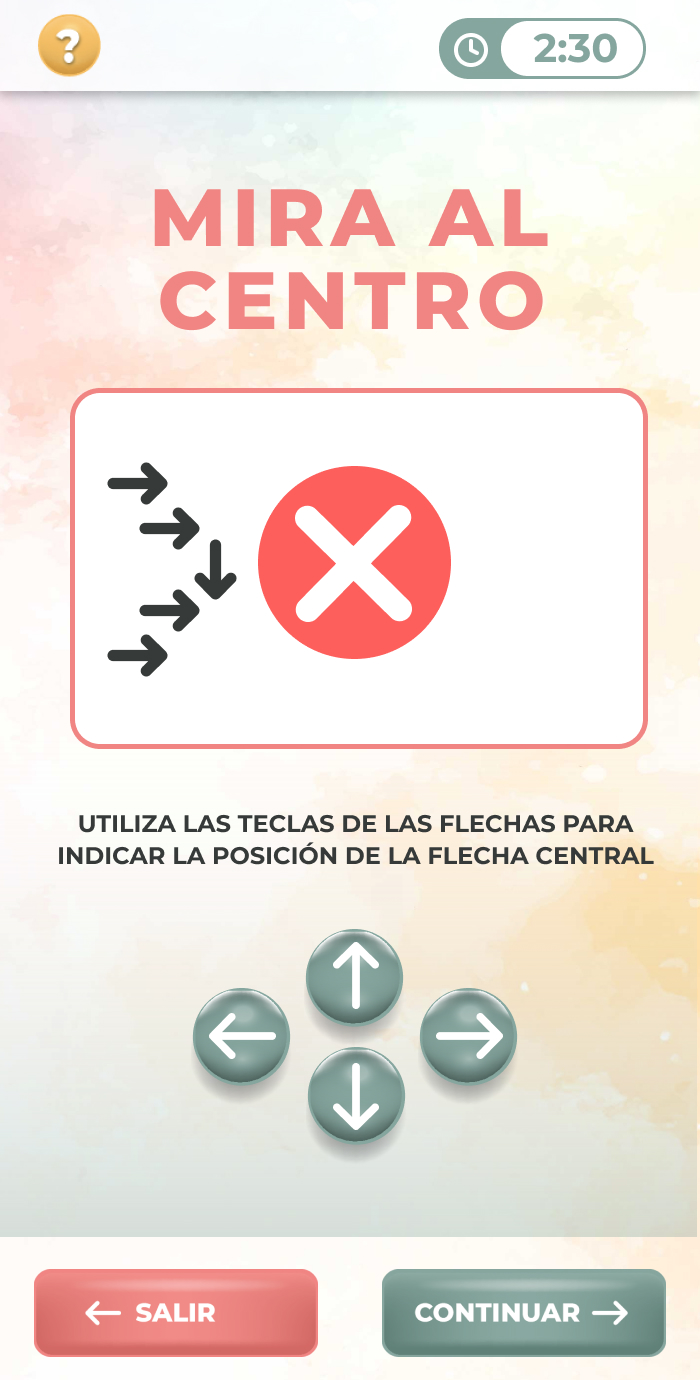 ?
2:30
MIRA AL
CENTRO
UTILIZA LAS TECLAS DE LAS FLECHAS PARA
INDICAR LA POSICIÓN DE LA FLECHA CENTRAL
SALIR
CONTINUAR